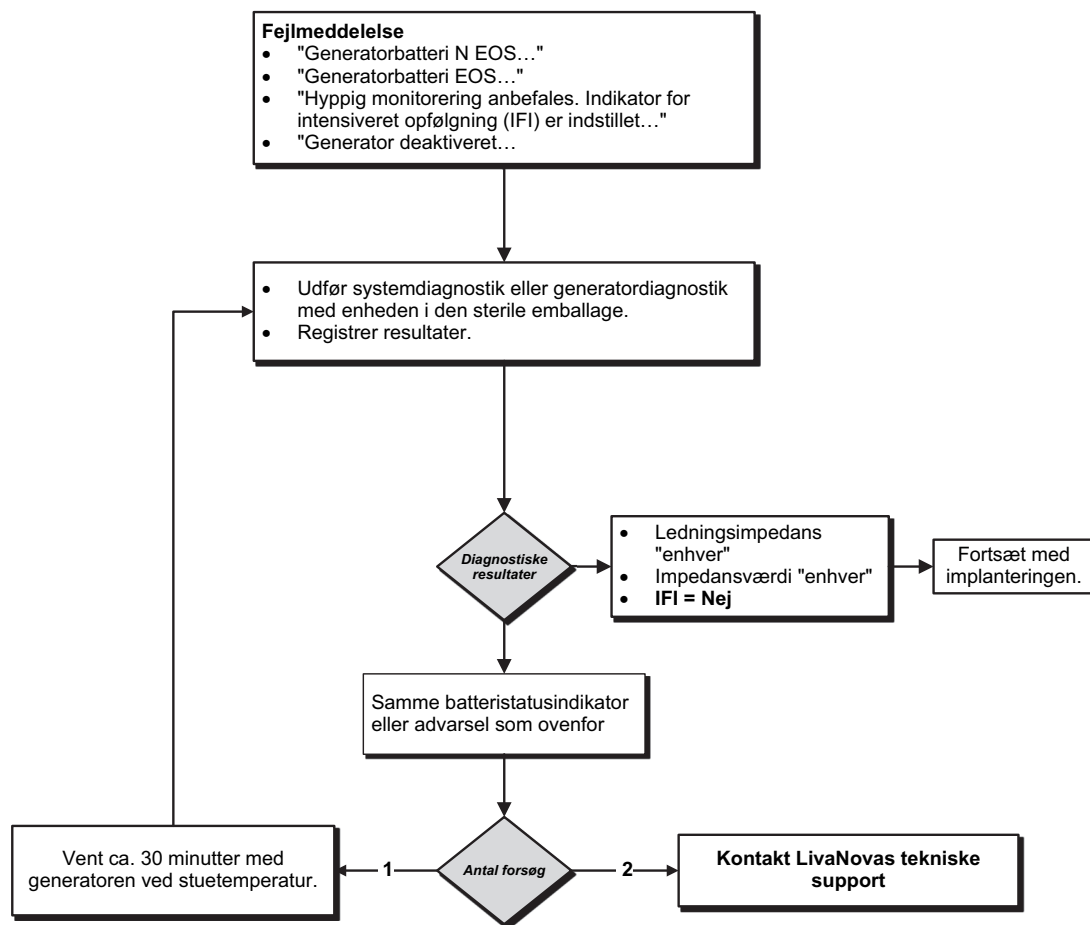 Fejlmeddelelse
• "Generatorbatteri N EOS…"
• "Generatorbatteri EOS…"
• "Hyppig monitorering anbefales. Indikator for
intensiveret opfølgning (IFI) er indstillet…"
• "Generator deaktiveret…
• Udfør systemdiagnostik eller generatordiagnostik
med enheden i den sterile emballage.
• Registrer resultater.
Diagnostiske
resultater
• Ledningsimpedans
"enhver"
• Impedansværdi "enhver"
• IFI = Nej
Fortsæt med
implanteringen.
Samme batteristatusindikator
eller advarsel som ovenfor
Vent ca. 30 minutter med
generatoren ved stuetemperatur.
1
Antal forsøg
2
Kontakt LivaNovas tekniske
support